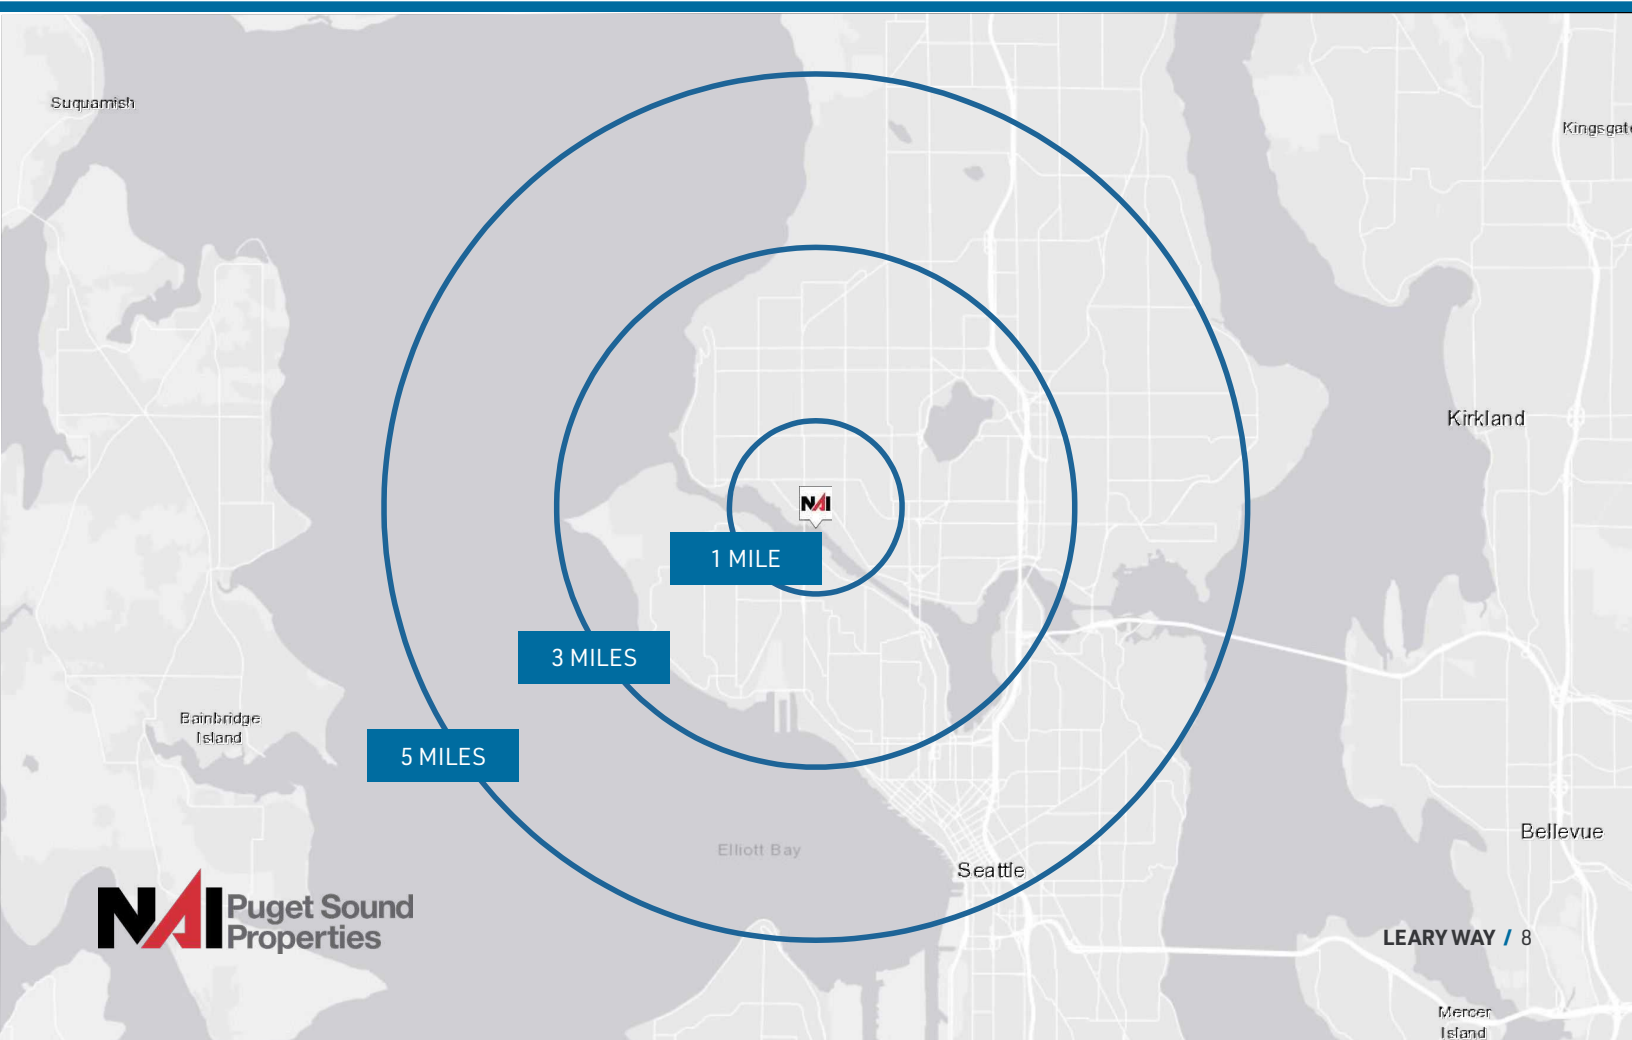 Suquamish
Kingsgate
Kirkland
NAI
1 MILE
3 MILES
Bainbridge
Island
5 MILES
Bellevue
Elliott Bay
Seattle
NAI Puget Sound
Properties
LEARY WAY / 8
Mercer
Island